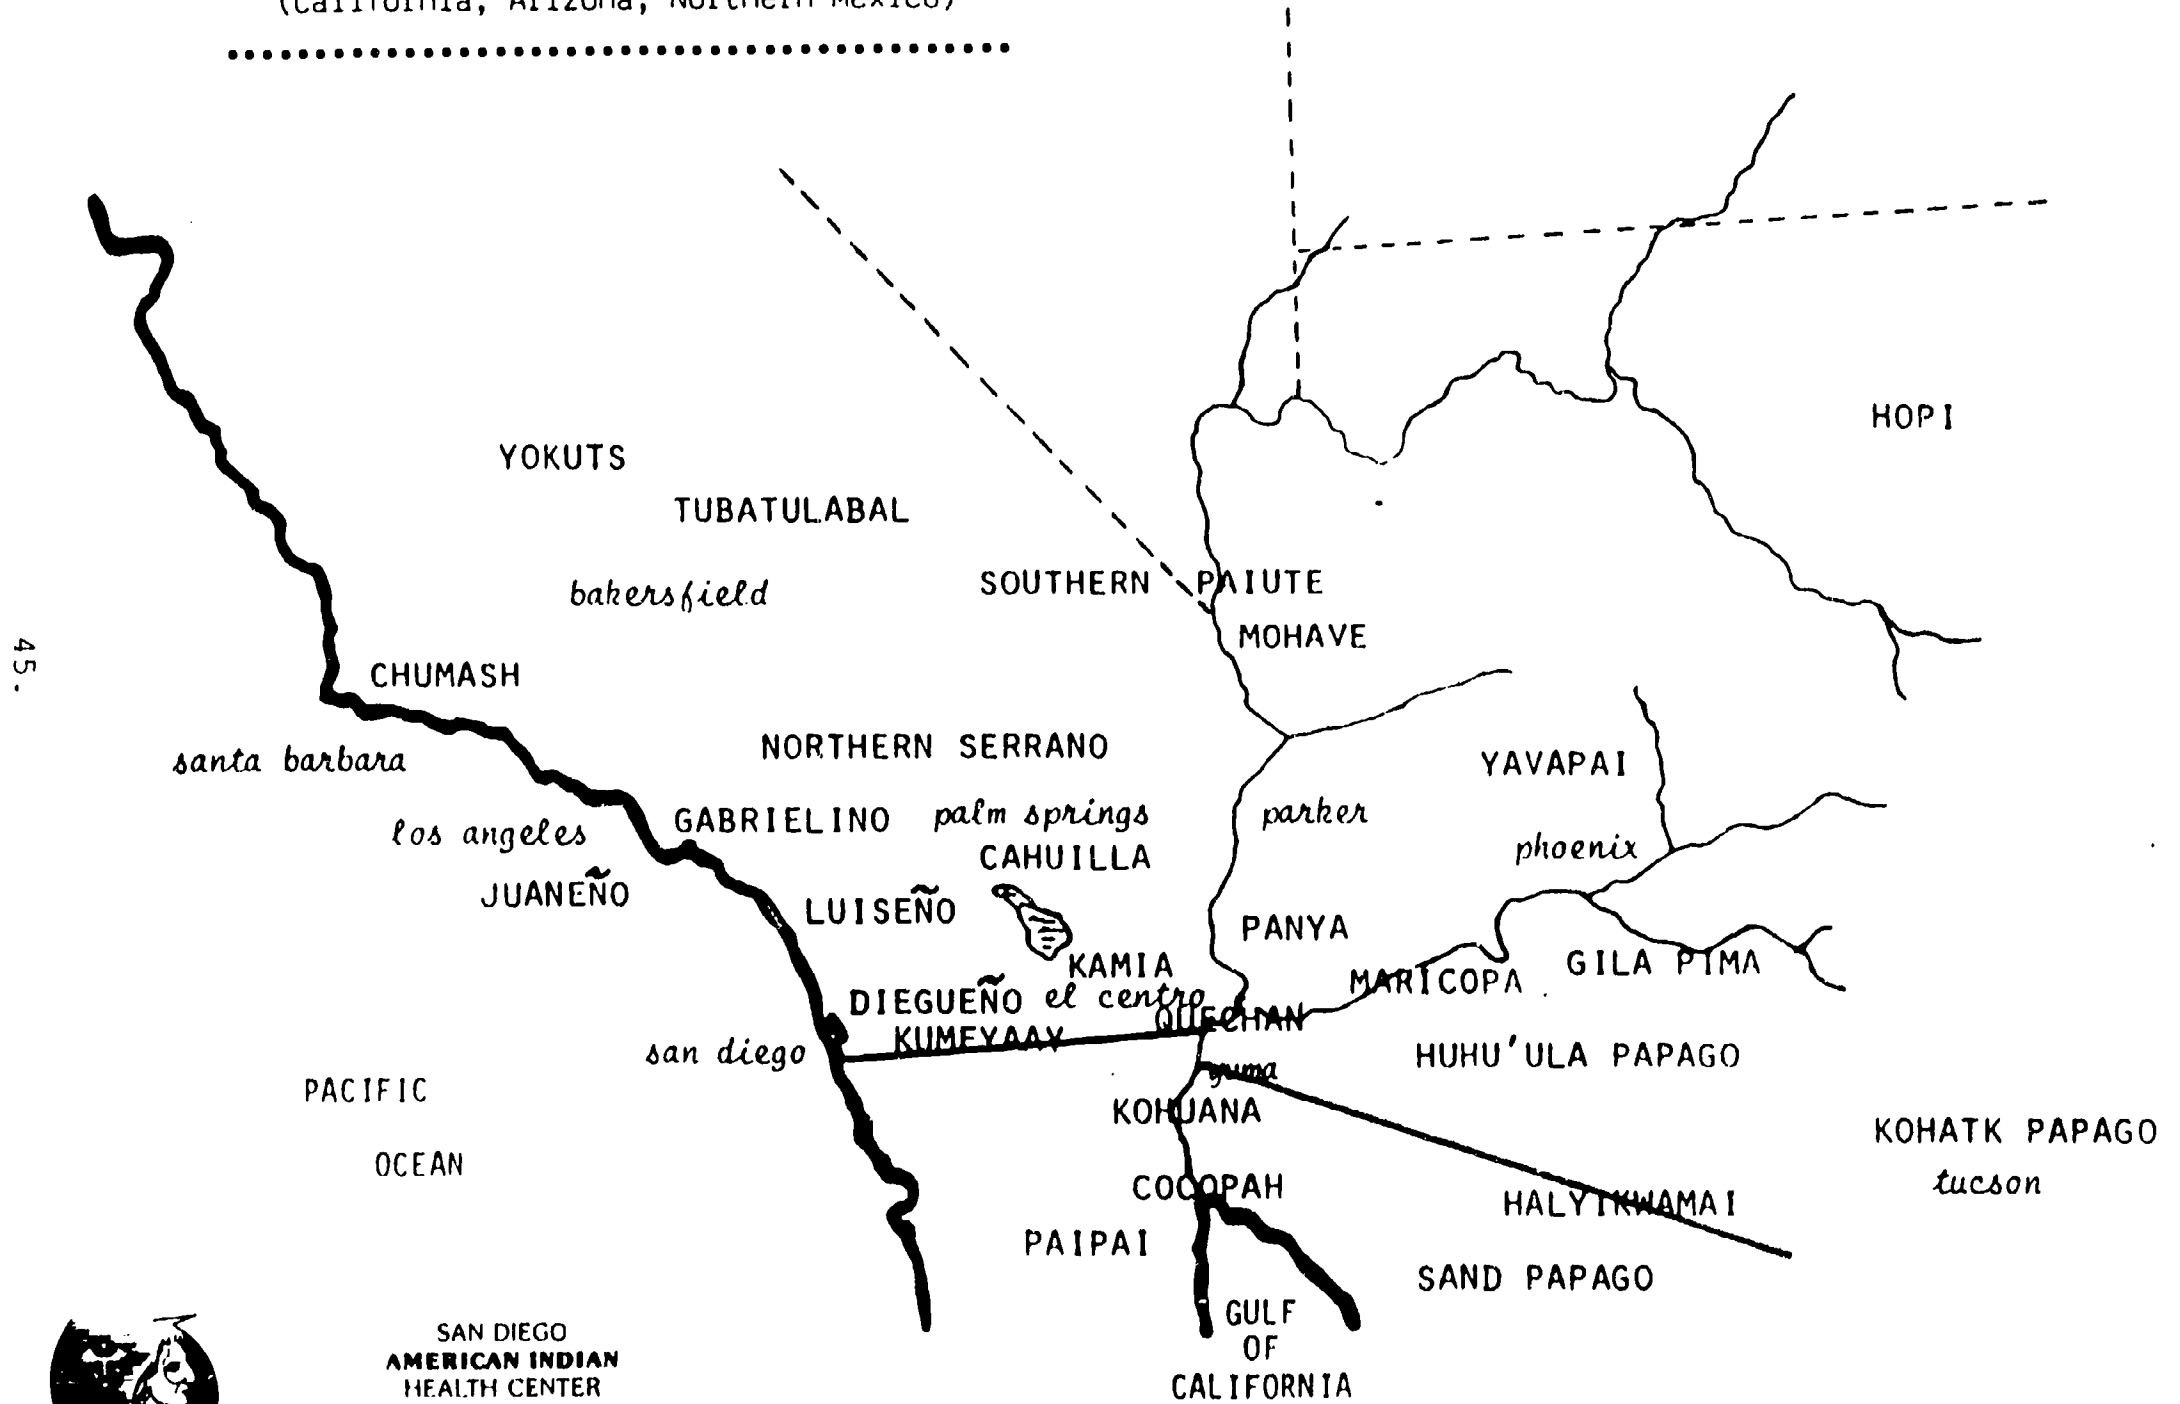 (California, Arizona, Northern Mexico)
HOPI
YOKUTS
TUBATULABAL
SOUTHERN PAIUTE
bakersfield
MOHAVE
45.
CHUMASH
NORTHERN SERRANO
santa barbara
YAVAPAI
GABRIELINO
palm springs
parker
los angeles
phoenix
CAHUILLA
JUANEÑO
LUISEÑO
PANYA
KAMIA
GILA PIMA
MARICOPA
DIEGUEÑO
el centro
QUECHAN
KUMEYAAY
san diego
HUHU'ULA PAPAGO
yuma
PACIFIC
OCEAN
KOHUANA
KOHATK PAPAGO
tucson
COCOPAH
HALYIKWAMAI
PAIPAI
SAND PAPAGO
GULF
OF
CALIFORNIA
SAN DIEGO
AMERICAN INDIAN
HEALTH CENTER